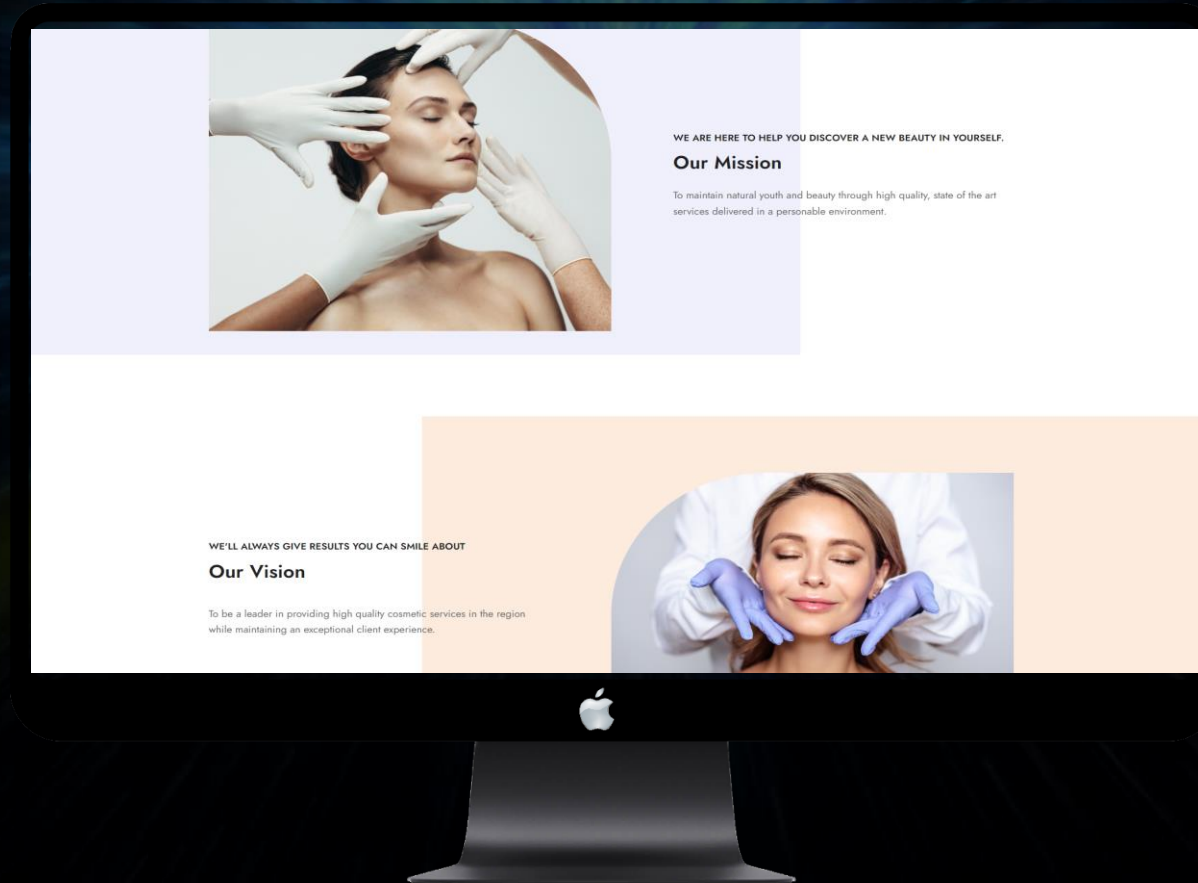 WE ARE HERE TO HELP YOU DISCOVER A NEW BEAUTY IN YOURSELF.
Our Mission
To maintain natural youth and beauty through high quality, state of the art
services delivered in a personable environment.
WE'LL ALWAYS GIVE RESULTS YOU CAN SMILE ABOUT
Our Vision
To be a leader in providing high quality cosmetic services in the region
while maintaining an exceptional client experience.